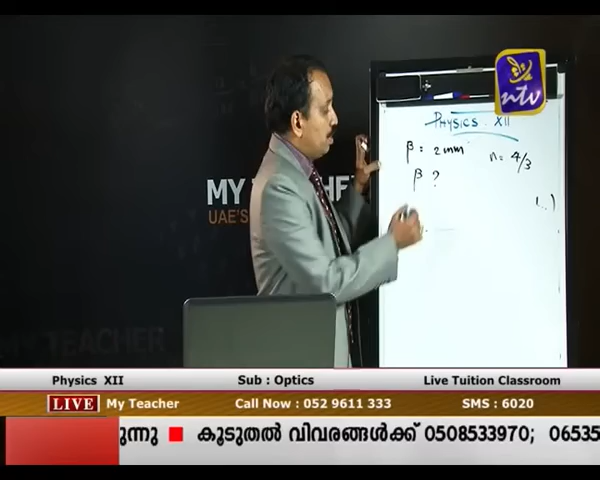 ntv
PHYSICS - XII
β = 2mm
n = 4/3
β ?
MY
UAE'S
MY TEACHER
Physics XII
Sub : Optics
Live Tuition Classroom
LIVE My Teacher
Call Now : 052 9611 333
SMS : 6020
കൂടുതൽ വിവരങ്ങൾക്ക് 0508533970;